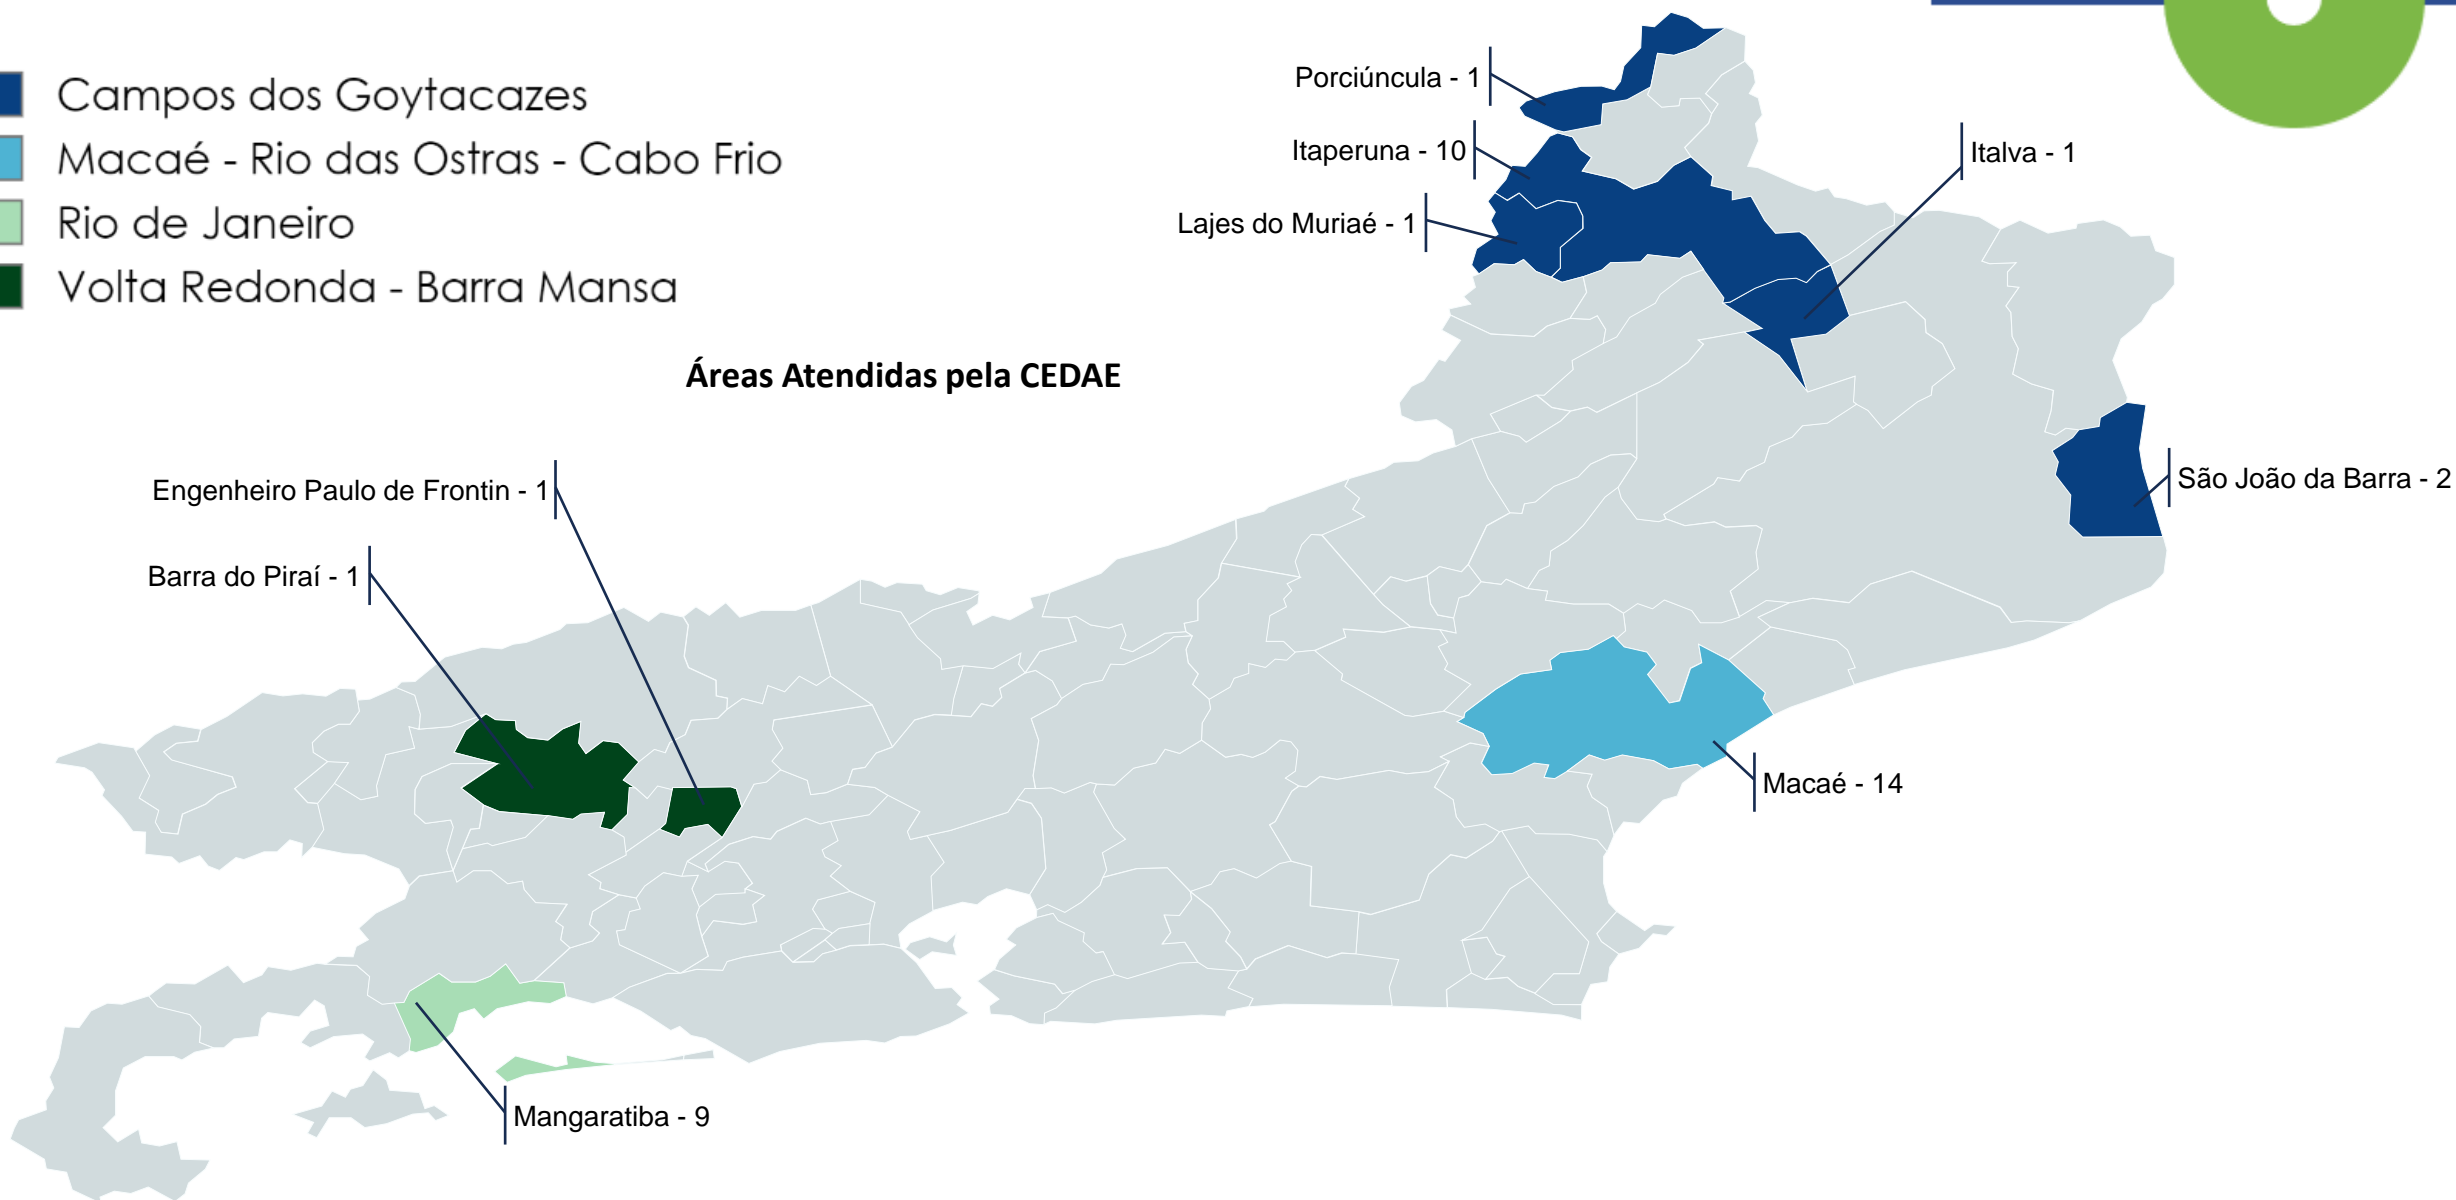 Campos dos Goytacazes
Macaé - Rio das Ostras - Cabo Frio
Rio de Janeiro
Volta Redonda - Barra Mansa
Áreas Atendidas pela CEDAE
Porciúncula - 1
Itaperuna - 10
Italva - 1
Lajes do Muriaé - 1
São João da Barra - 2
Engenheiro Paulo de Frontin - 1
Barra do Piraí - 1
Macaé - 14
Mangaratiba - 9